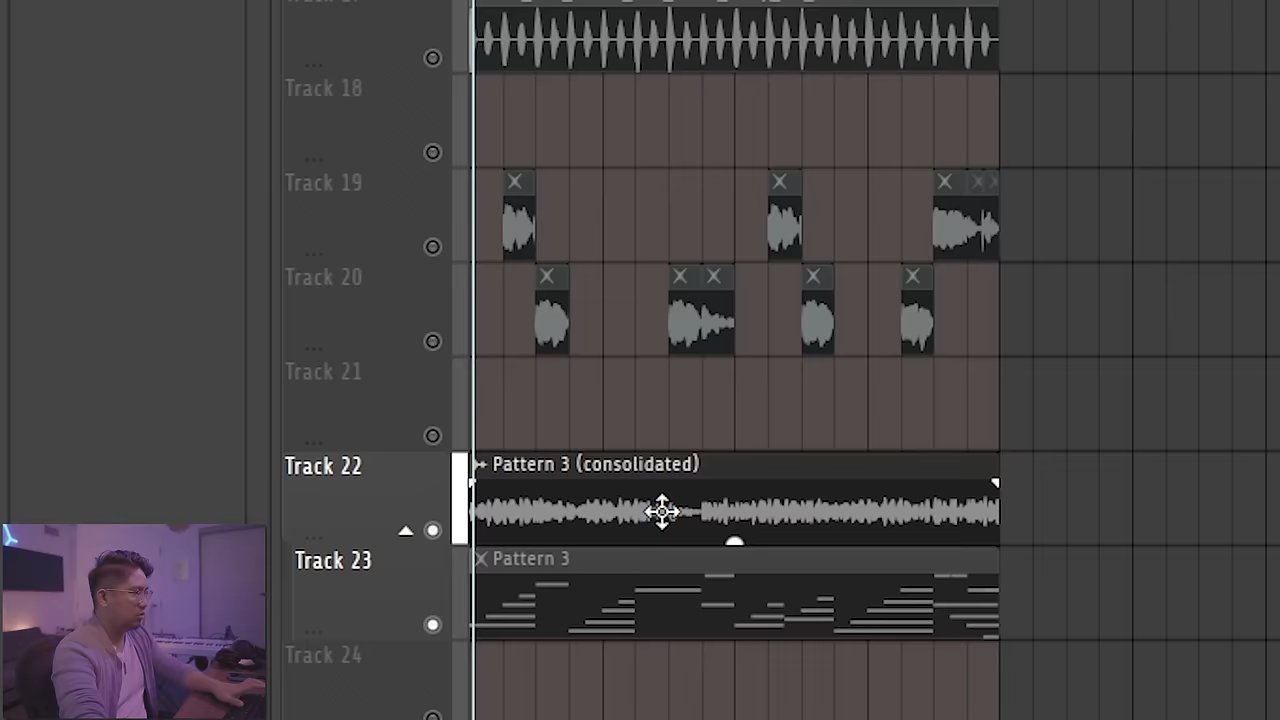 Track 18
Track 19
Track 20
Track 21
Track 22
Pattern 3 (consolidated)
Track 23
Pattern 3
Track 24